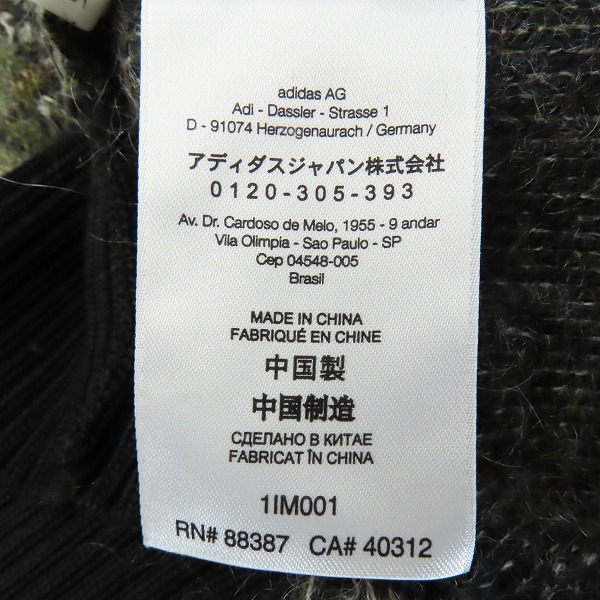 adidas AG
Adi - Dassler - Strasse 1
D - 91074 Herzogenaurach / Germany
アディダスジャパン株式会社
0120-305-393
Av. Dr. Cardoso de Melo, 1955 - 9 andar
Vila Olimpia - Sao Paulo - SP
Cep 04548-005
Brasil
MADE IN CHINA
FABRIQUÉ EN CHINE
中国製
中国制造
СДЕЛАНО В КИТАЕ
FABRICAT ÎN CHINA
1IM001
RN# 88387 CA# 40312